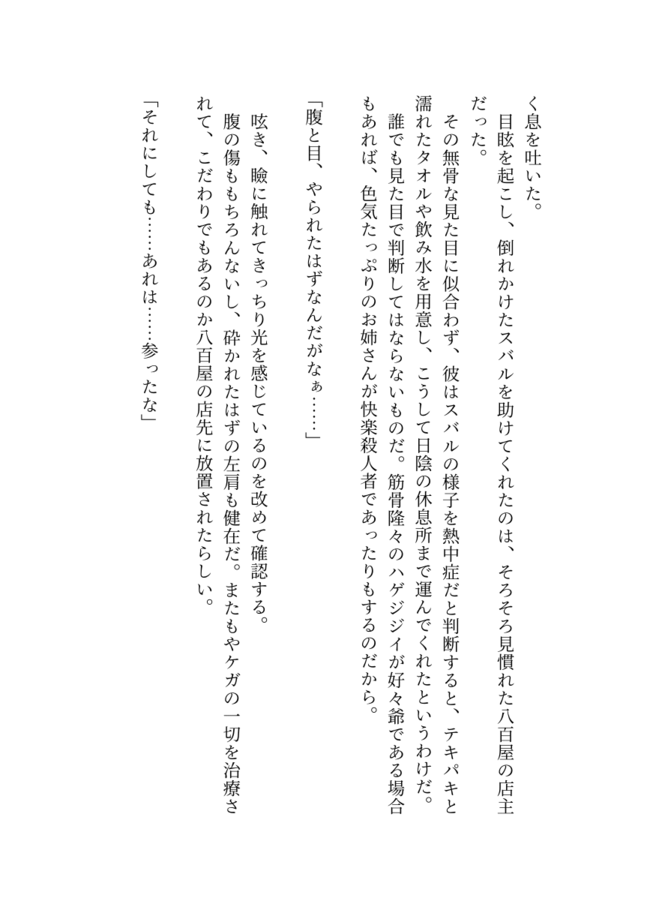 く息を吐いた。
　目眩を起こし、倒れかけたスバルを助けてくれたのは、そろそろ見慣れた八百屋の店主
だった。
　その無骨な見た目に似合わず、彼はスバルの様子を熱中症だと判断すると、テキパキと
濡れたタオルや飲み水を用意し、こうして日陰の休息所まで運んでくれたというわけだ。
　誰でも見た目で判断してはならないものだ。筋骨隆々のハゲジジイが好々爺である場合
もあれば、色気たっぷりのお姉さんが快楽殺人者であったりもするのだから。
「腹と目、やられたはずなんだがなぁ……」
　呟き、瞼に触れてきっちり光を感じているのを改めて確認する。
　腹の傷ももちろんないし、砕かれたはずの左肩も健在だ。またもやケガの一切を治療さ
れて、こだわりでもあるのか八百屋の店先に放置されたらしい。
「それにしても……あれは……参ったな」